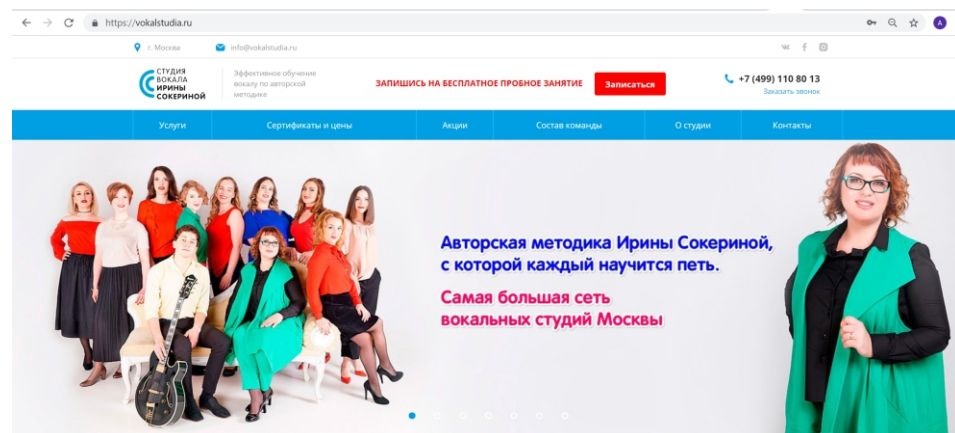 https://vokalstudia.ru
A
г. Москва
info@vokalstudia.ru
СТУДИЯ
ВОКАЛА
ИРИНЫ
СОКЕРИНОЙ
Эффективное обучение
вокалу по авторской
методике
ЗАПИШИСЬ НА БЕСПЛАТНОЕ ПРОБНОЕ ЗАНЯТИЕ
Записаться
+7 (499) 110 80 13
Заказать звонок
Услуги
Сертификаты и цены
Акции
Состав команды
О студии
Контакты
Авторская методика Ирины Сокериной,
с которой каждый научится петь.
Самая большая сеть
вокальных студий Москвы